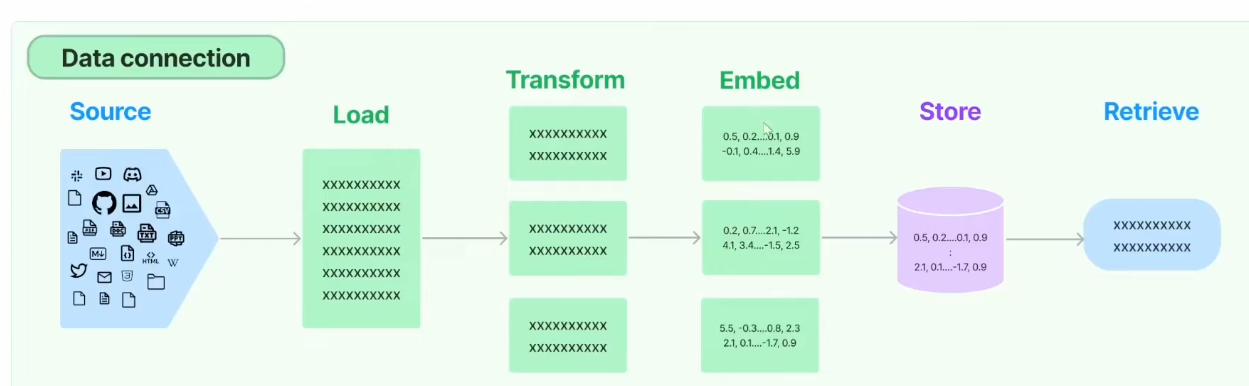 Data connection
Source
Load
Transform
Embed
Store
Retrieve
CSV
TXT
PPT
M↓
HTML
W
XXXXXXXXXX
XXXXXXXXXX
XXXXXXXXXX
XXXXXXXXXX
XXXXXXXXXX
XXXXXXXXXX
XXXXXXXXXX
XXXXXXXXXX
XXXXXXXXXX
XXXXXXXXXX
XXXXXXXXXX
XXXXXXXXXX
0.5, 0.2....0.1, 0.9
-0.1, 0.4....1.4, 5.9
0.2, 0.7....2.1, -1.2
4.1, 3.4....-1.5, 2.5
5.5, -0.3....0.8, 2.3
2.1, 0.1....-1.7, 0.9
0.5, 0.2....0.1, 0.9
:
2.1, 0.1....-1.7, 0.9
XXXXXXXXXX
XXXXXXXXXX